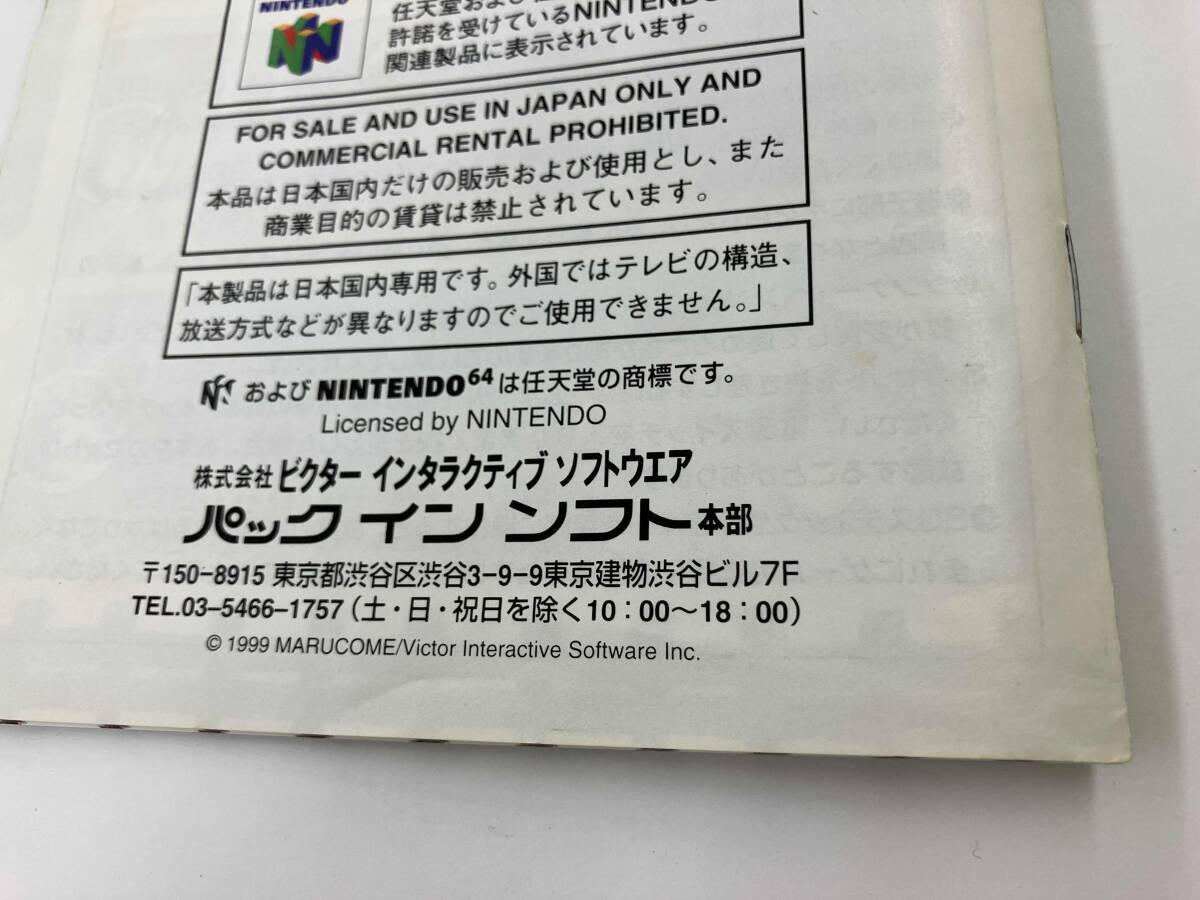 NINTENDO
任天堂および
許諾を受けているNINTENDO
関連製品に表示されています。
FOR SALE AND USE IN JAPAN ONLY AND
COMMERCIAL RENTAL PROHIBITED.
本品は日本国内だけの販売および使用とし、また
商業目的の賃貸は禁止されています。
「本製品は日本国内専用です。外国ではテレビの構造、
放送方式などが異なりますのでご使用できません。」
および NINTENDO64 は任天堂の商標です。
Licensed by NINTENDO
株式会社 ビクター インタラクティブ ソフトウエア
パック イン ソフト 本部
〒150-8915 東京都渋谷区渋谷3-9-9東京建物渋谷ビル7F
TEL.03-5466-1757 (土・日・祝日を除く10:00〜18:00)
© 1999 MARUCOME/Victor Interactive Software Inc.